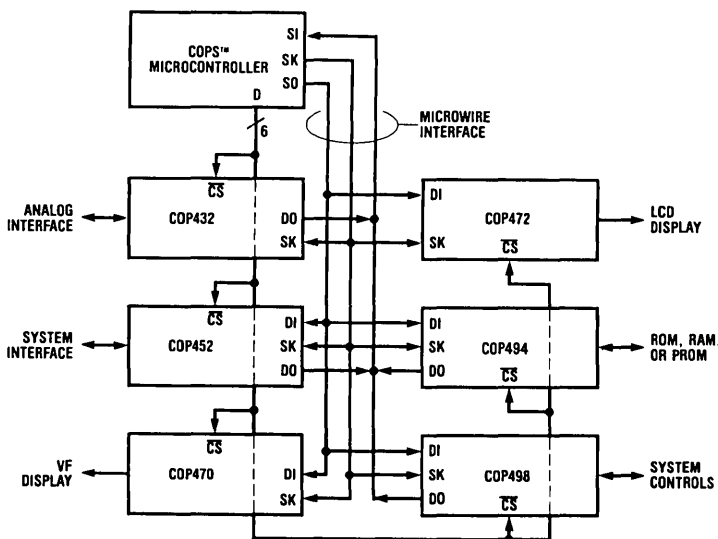 COPS™
MICROCONTROLLER
SI
SK
SO
D
6
MICROWIRE
INTERFACE
ANALOG
INTERFACE
CS
COP432
DO
SK
DI
COP472
SK
CS
LCD
DISPLAY
SYSTEM
INTERFACE
CS
COP452
DI
SK
DO
DI
SK
DO
COP494
CS
ROM, RAM
OR PROM
VF
DISPLAY
CS
COP470
DI
SK
DI
SK
DO
COP498
CS
SYSTEM
CONTROLS